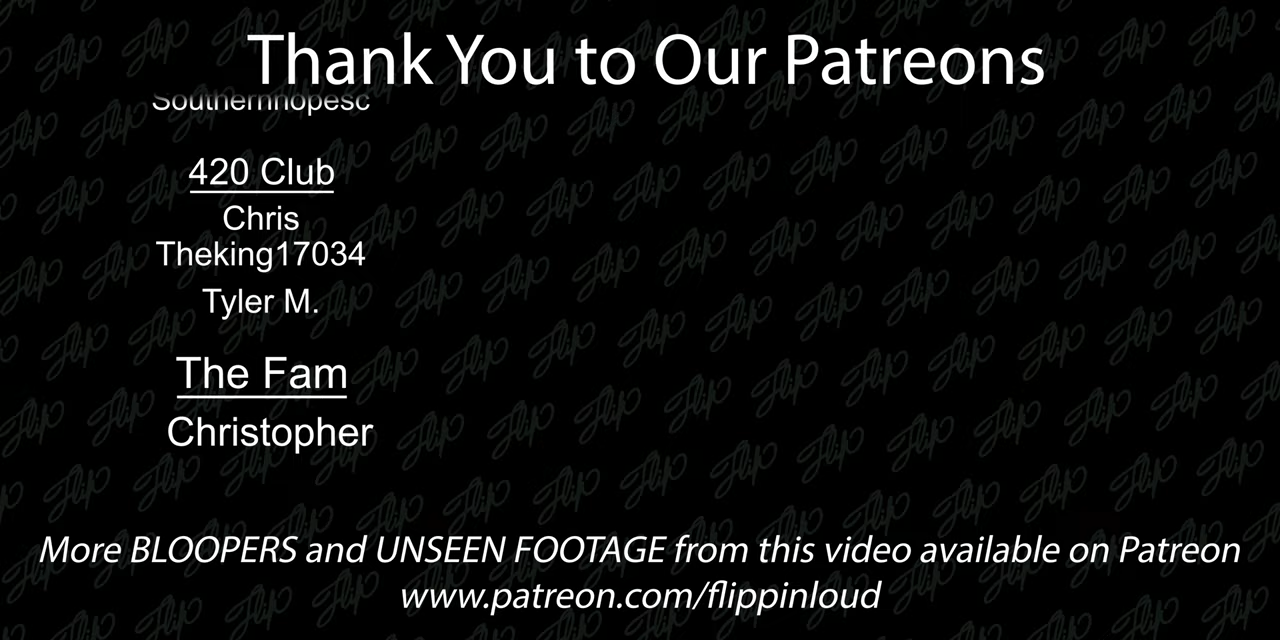 Thank You to Our Patreons
Southernhopesc
420 Club
Chris
Theking17034
Tyler M.
The Fam
Christopher
More BLOOPERS and UNSEEN FOOTAGE from this video available on Patreon
www.patreon.com/flippinloud